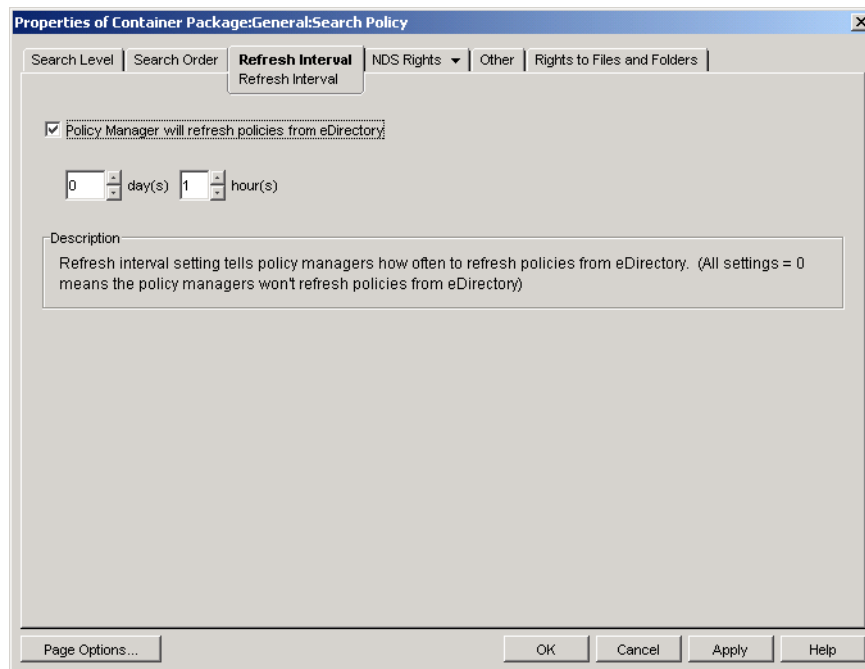 Properties of Container Package:General:Search Policy
Search Level Search Order Refresh Interval NDS Rights Other Rights to Files and Folders
Refresh Interval
Policy Manager will refresh policies from eDirectory
0 day(s) 1 hour(s)
Description
Refresh interval setting tells policy managers how often to refresh policies from eDirectory. (All settings = 0
means the policy managers won't refresh policies from eDirectory)
Page Options... OK Cancel Apply Help